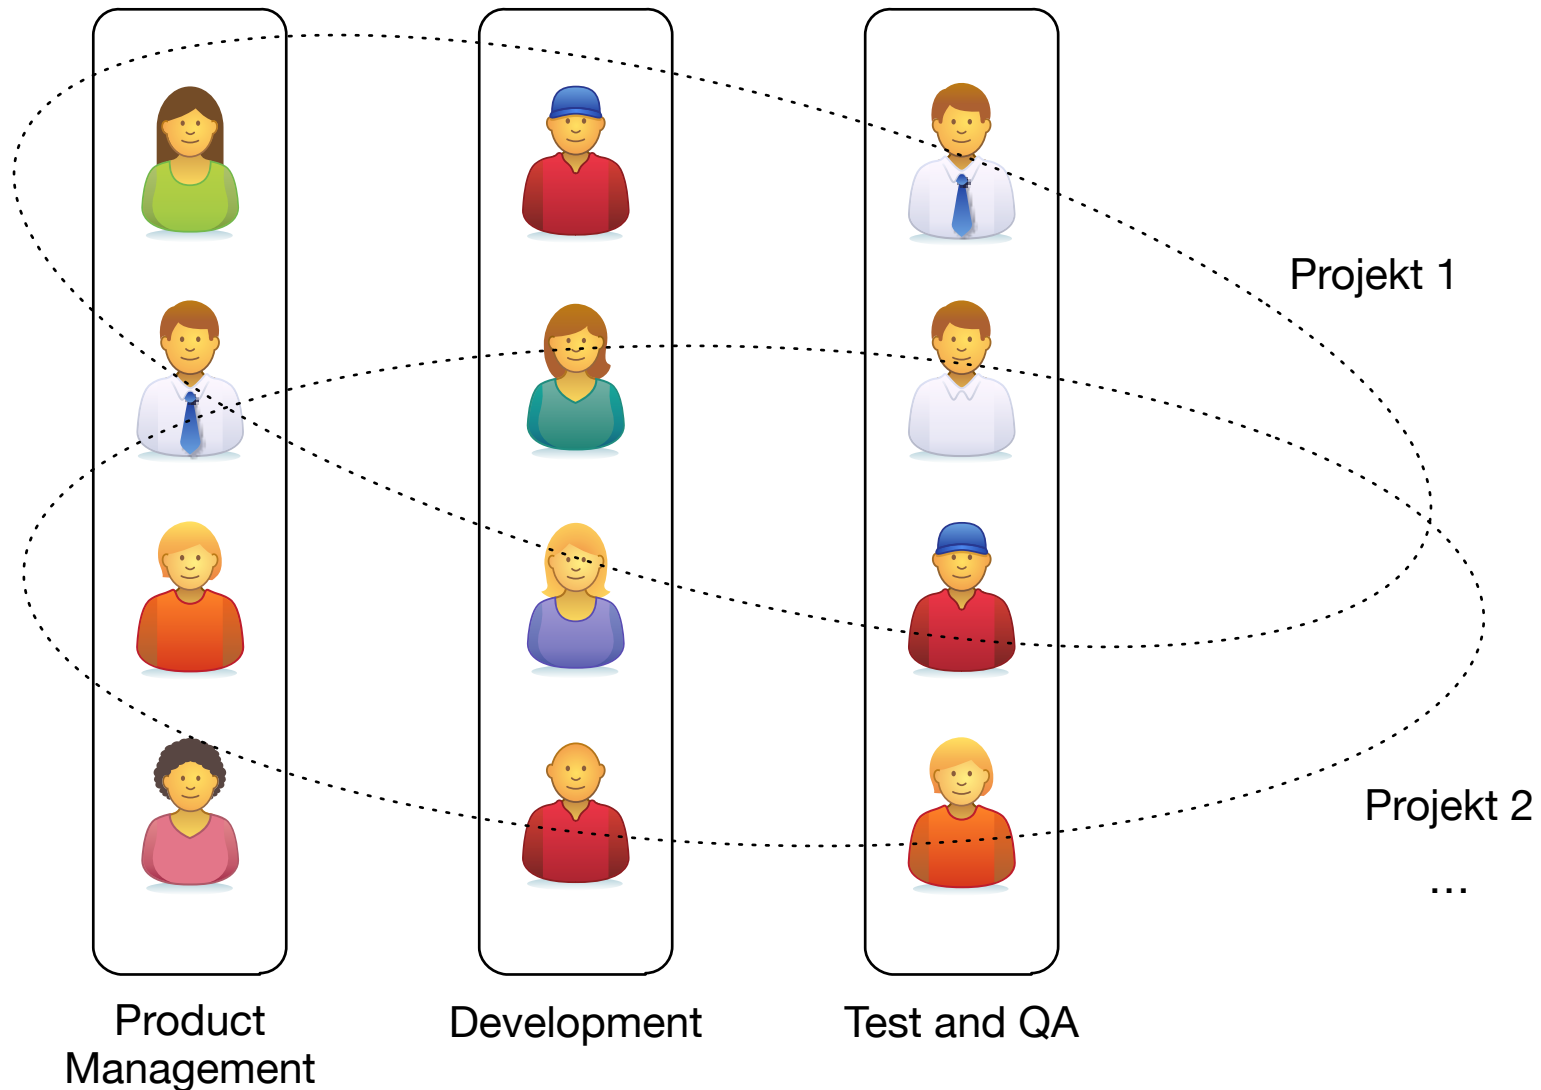 Projekt 1
Projekt 2
...
Product
Management
Development
Test and QA